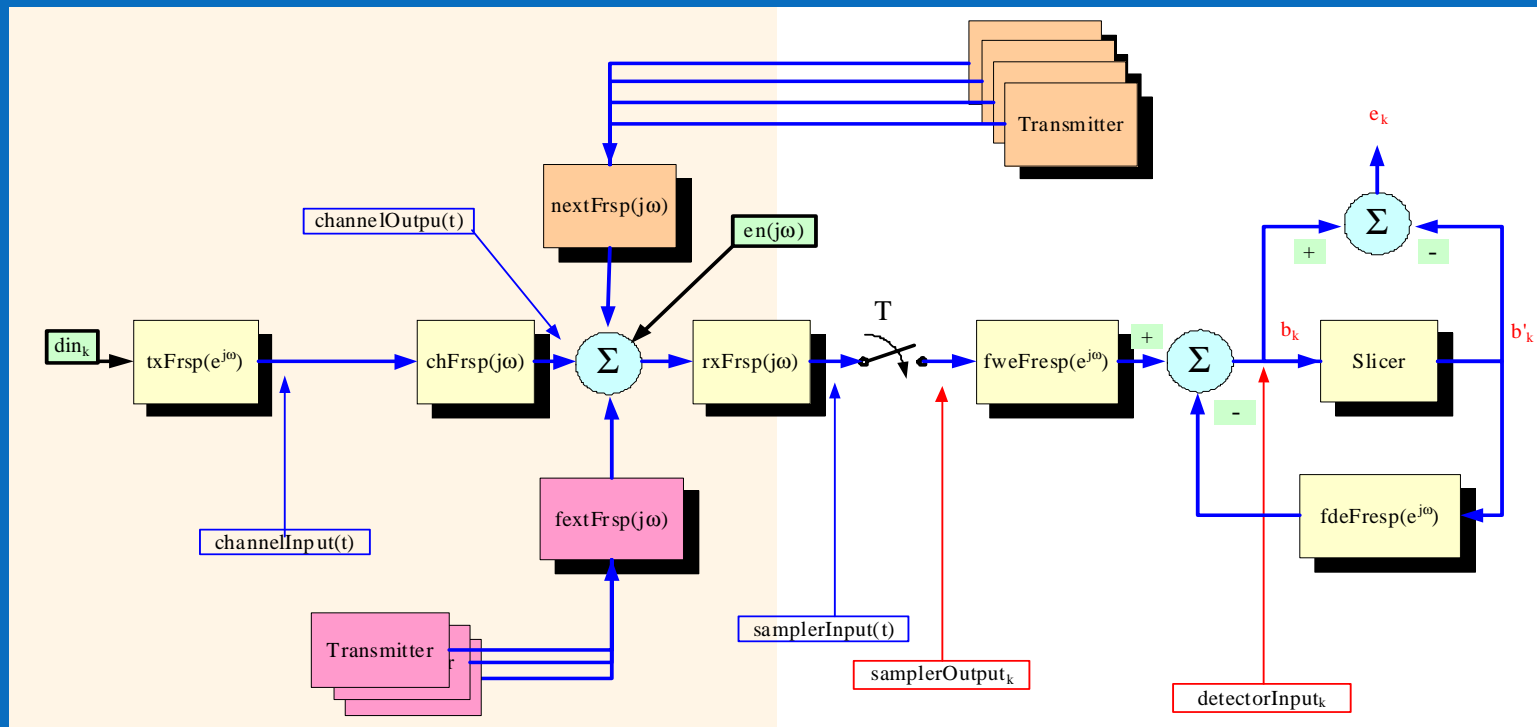 Transmitter
e_k
nextFrsp(jω)
channelOutpu(t)
en(jω)
Σ
+
-
T
din_k
txFrsp(e^jω)
chFrsp(jω)
Σ
rxFrsp(jω)
fweFresp(e^jω)
+
Σ
b_k
Slicer
b'_k
-
fextFrsp(jω)
fdeFresp(e^jω)
channelInput(t)
samplerInput(t)
Transmitter
r
samplerOutput_k
detectorInput_k